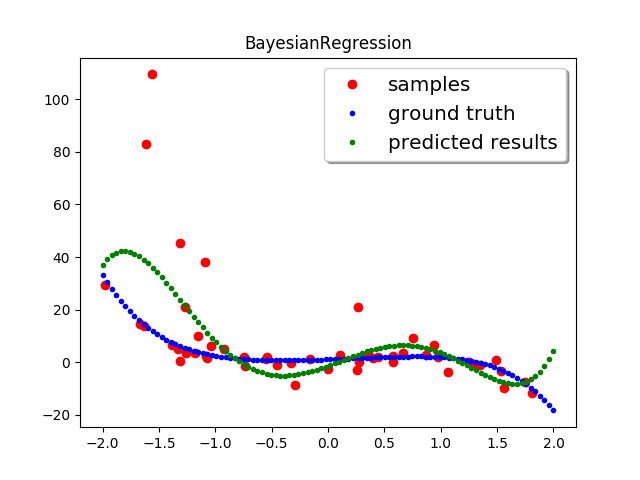 BayesianRegression
samples
ground truth
predicted results
100
80
60
40
20
0
−20
−2.0 −1.5 −1.0 −0.5 0.0 0.5 1.0 1.5 2.0